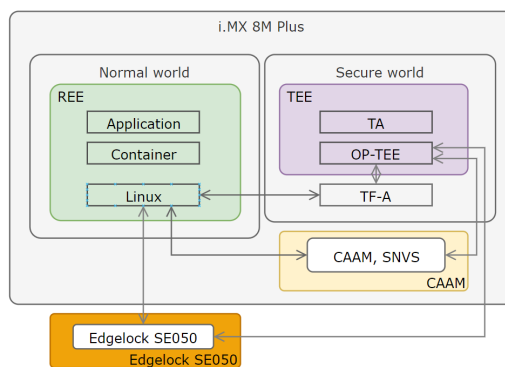 i.MX 8M Plus
Normal world
REE
Application
Container
Linux
Secure world
TEE
TA
OP-TEE
TF-A
CAAM, SNVS
CAAM
Edgelock SE050
Edgelock SE050